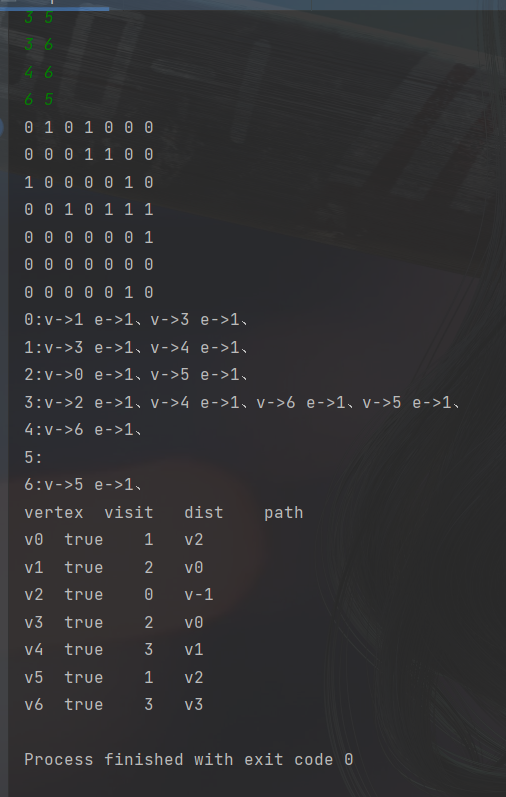 3 5
3 6
4 6
6 5
0 1 0 1 0 0 0
0 0 0 1 1 0 0
1 0 0 0 0 1 0
0 0 1 0 1 1 1
0 0 0 0 0 0 1
0 0 0 0 0 0 0
0 0 0 0 0 1 0
0:v->1 e->1、v->3 e->1、
1:v->3 e->1、v->4 e->1、
2:v->0 e->1、v->5 e->1、
3:v->2 e->1、v->4 e->1、v->6 e->1、v->5 e->1、
4:v->6 e->1、
5:
6:v->5 e->1、
vertex  visit   dist    path
v0  true    1   v2
v1  true    2   v0
v2  true    0   v-1
v3  true    2   v0
v4  true    3   v1
v5  true    1   v2
v6  true    3   v3
Process finished with exit code 0